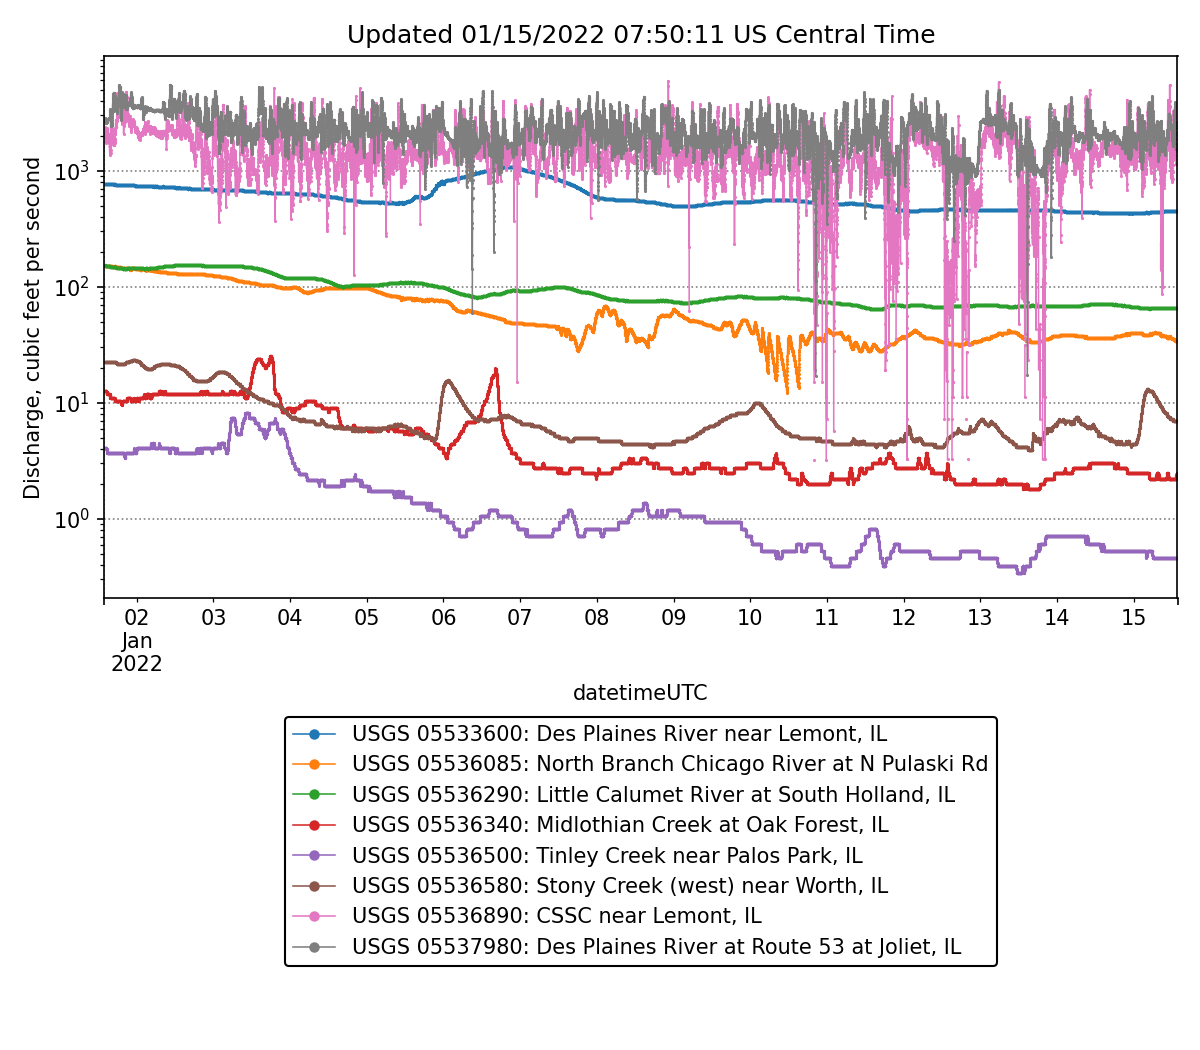 Updated 01/15/2022 07:50:11 US Central Time
Discharge, cubic feet per second
10³
10²
10¹
10⁰
02 03 04 05 06 07 08 09 10 11 12 13 14 15
Jan
2022
datetimeUTC
USGS 05533600: Des Plaines River near Lemont, IL
USGS 05536085: North Branch Chicago River at N Pulaski Rd
USGS 05536290: Little Calumet River at South Holland, IL
USGS 05536340: Midlothian Creek at Oak Forest, IL
USGS 05536500: Tinley Creek near Palos Park, IL
USGS 05536580: Stony Creek (west) near Worth, IL
USGS 05536890: CSSC near Lemont, IL
USGS 05537980: Des Plaines River at Route 53 at Joliet, IL